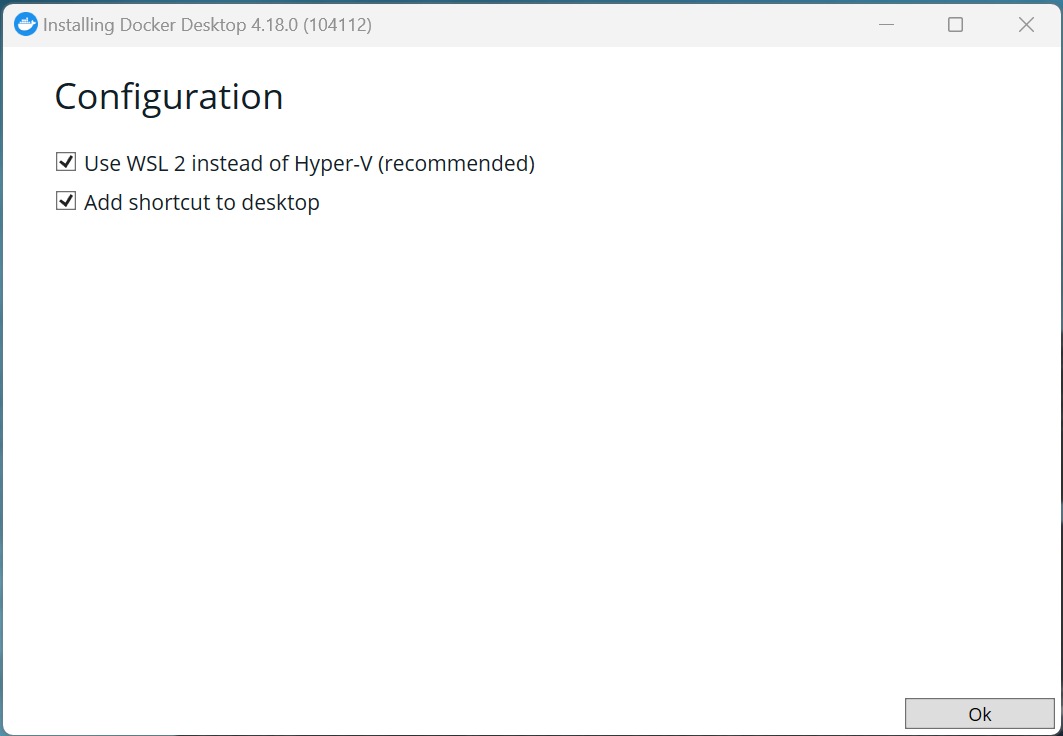 Installing Docker Desktop 4.18.0 (104112)
Configuration
Use WSL 2 instead of Hyper-V (recommended)
Add shortcut to desktop
Ok